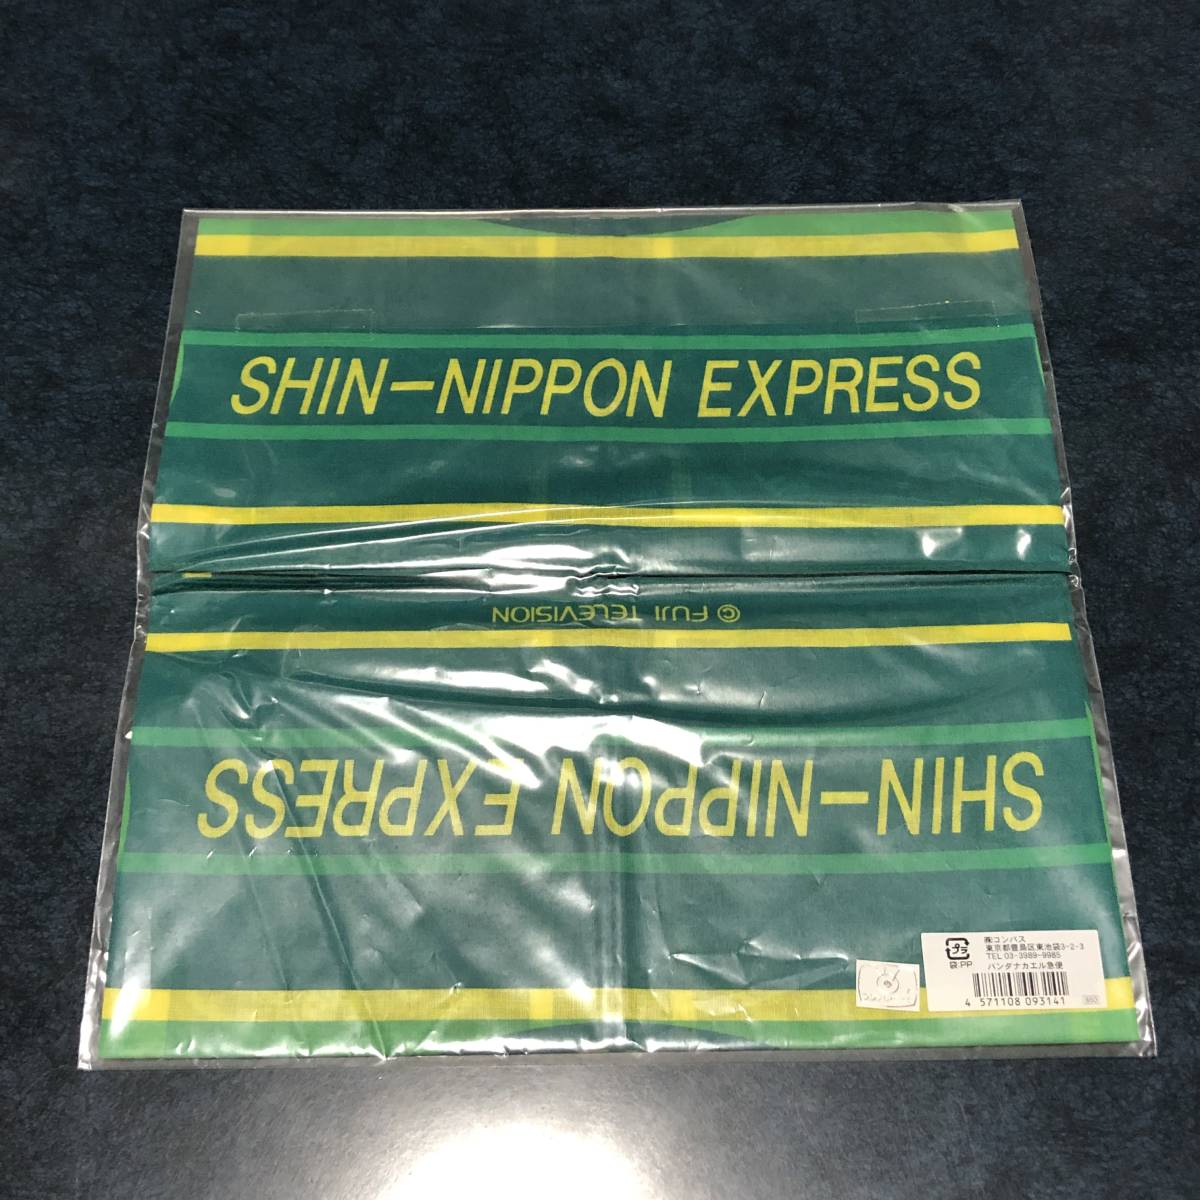 SHIN-NIPPON EXPRESS
© FUJI TELEVISION
SHIN-NIPPON EXPRESS
㈱コンパス
東京都豊島区東池袋3-2-3
TEL 03-3989-9985
バンダナカエル急便
プラ
袋:PP
4 571108 093141